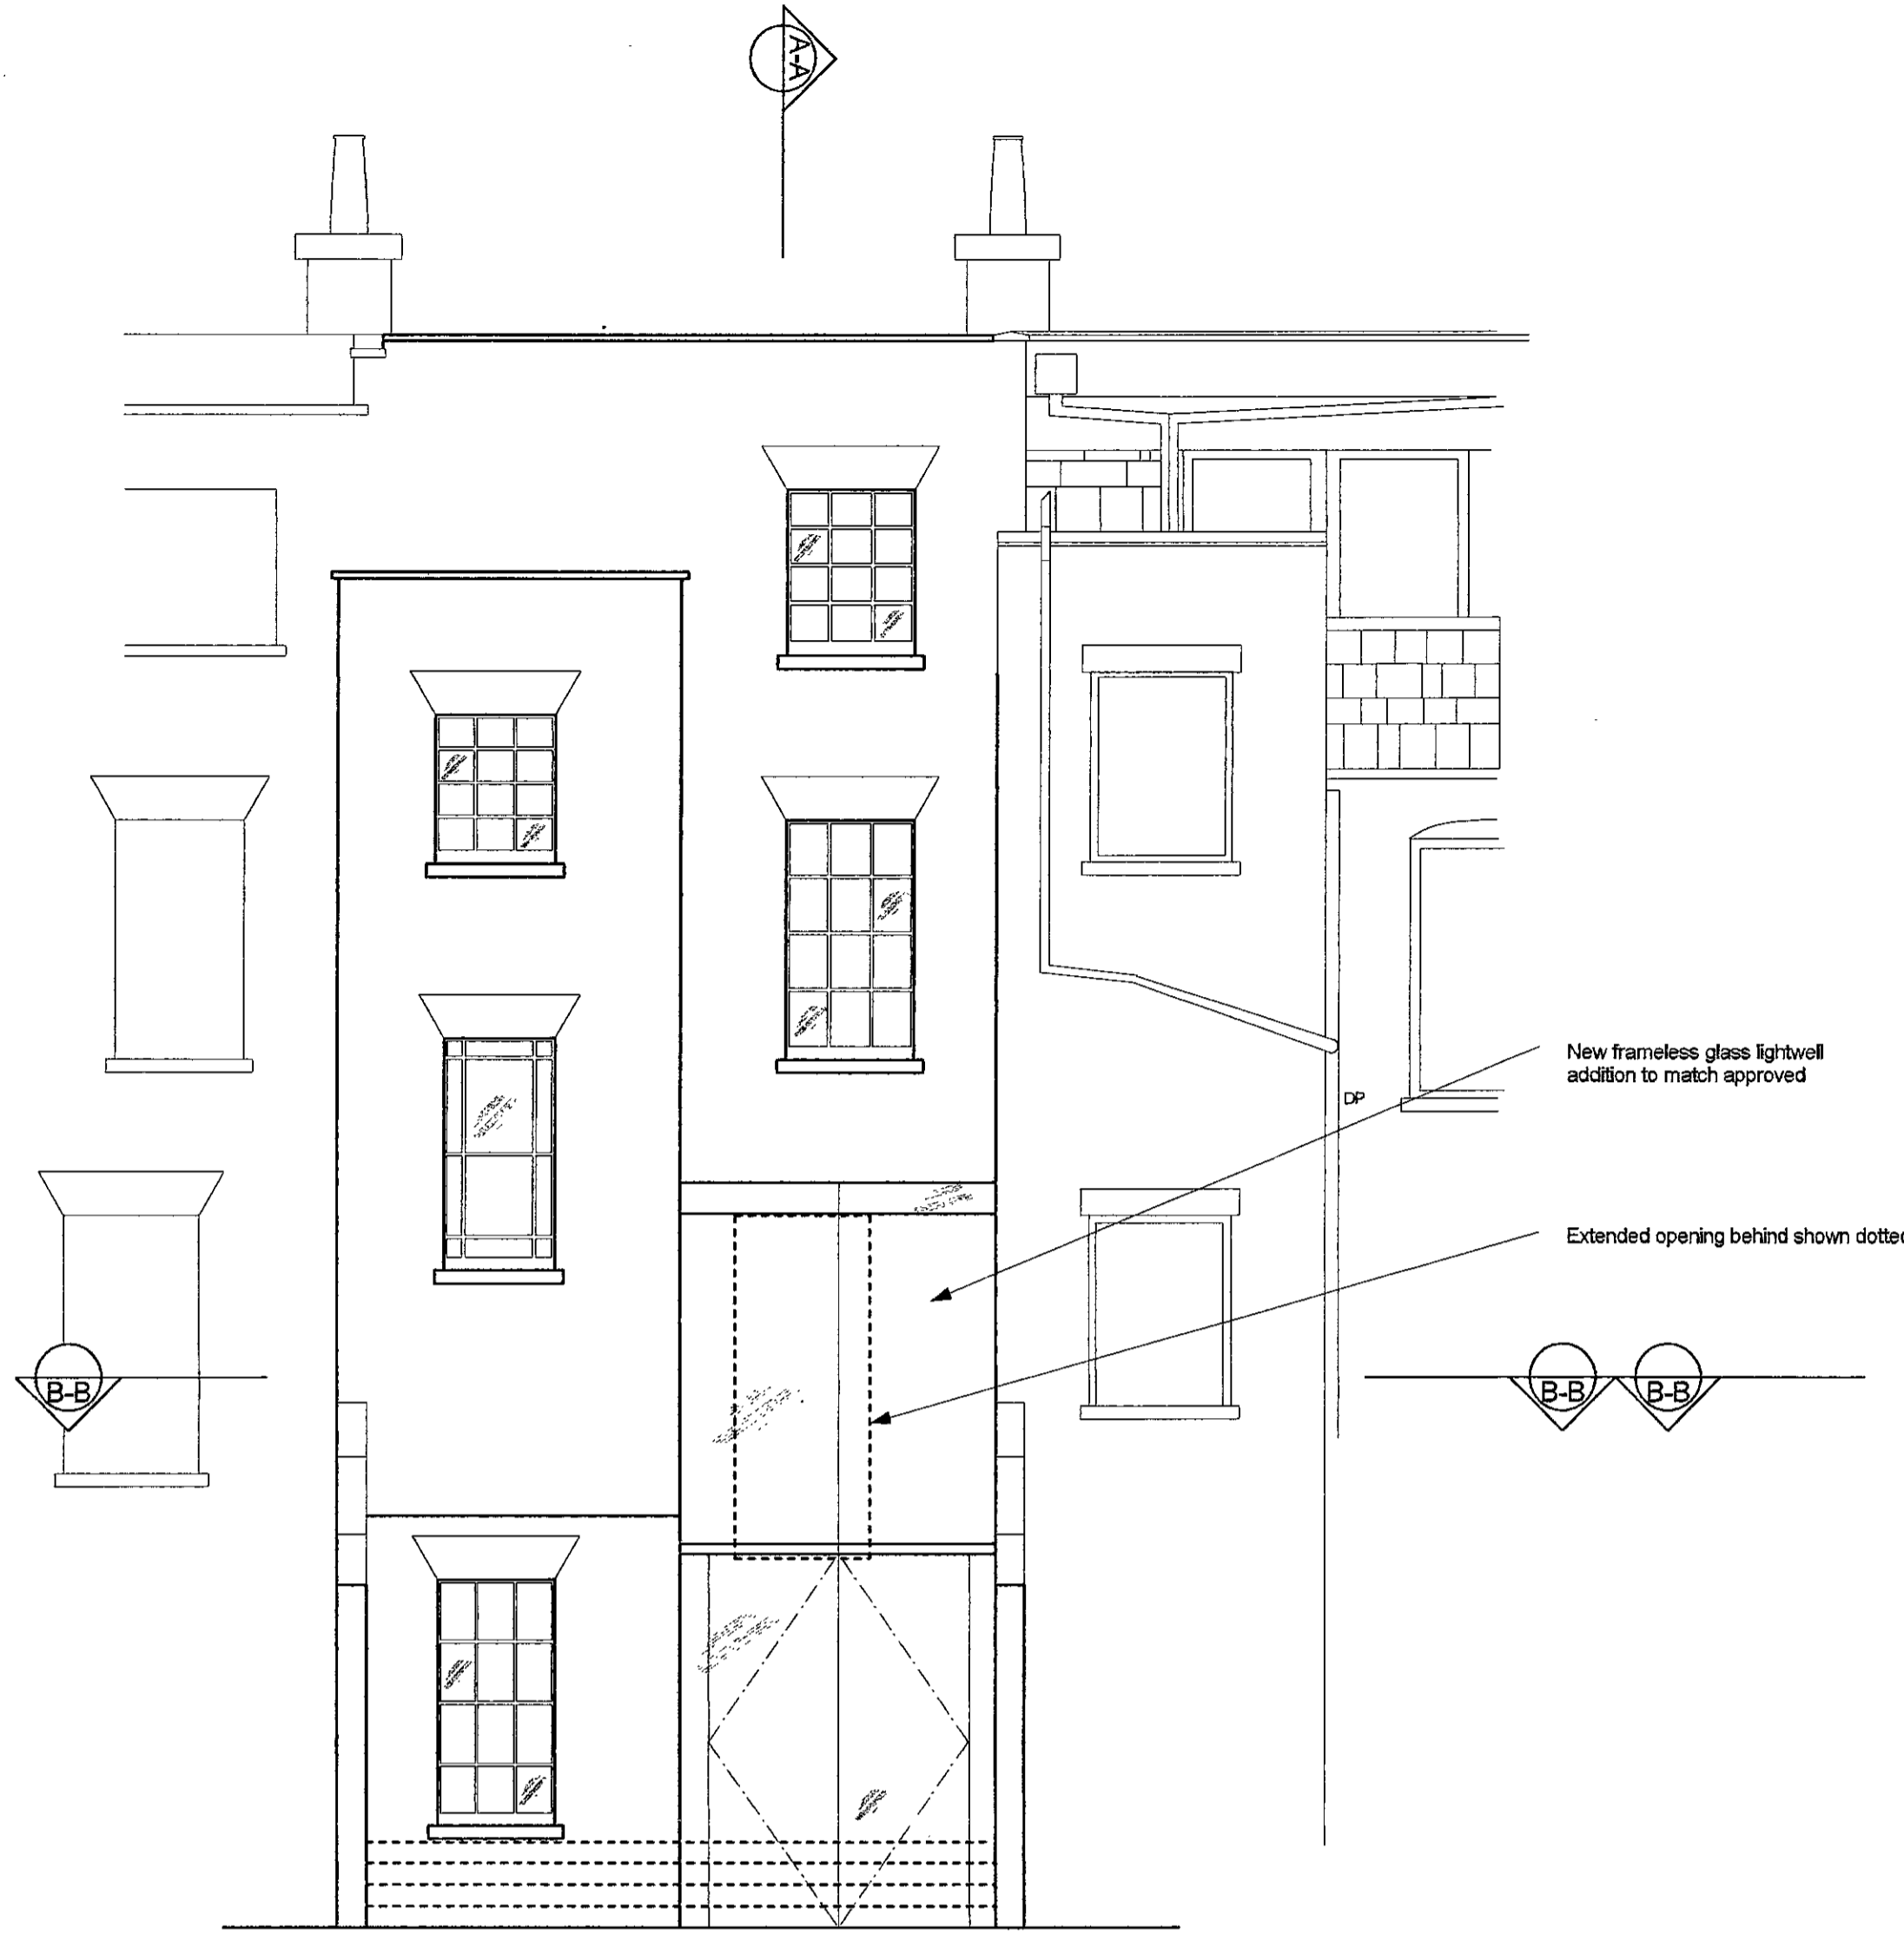 A-A
New frameless glass lightwell
addition to match approved
DP
Extended opening behind shown dotted
B-B
B-B
B-B